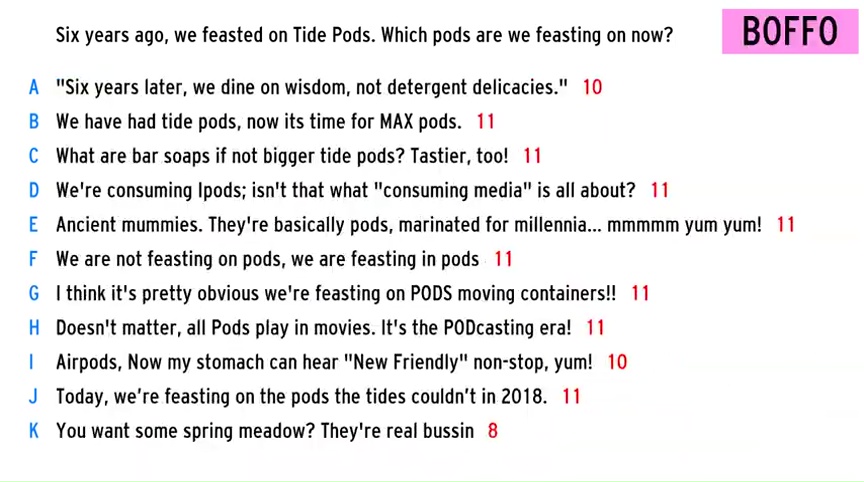 Six years ago, we feasted on Tide Pods. Which pods are we feasting on now?
BOFFO
A "Six years later, we dine on wisdom, not detergent delicacies." 10
B We have had tide pods, now its time for MAX pods. 11
C What are bar soaps if not bigger tide pods? Tastier, too! 11
D We're consuming Ipods; isn't that what "consuming media" is all about? 11
E Ancient mummies. They're basically pods, marinated for millennia... mmmmm yum yum! 11
F We are not feasting on pods, we are feasting in pods 11
G I think it's pretty obvious we're feasting on PODS moving containers!! 11
H Doesn't matter, all Pods play in movies. It's the PODcasting era! 11
I Airpods, Now my stomach can hear "New Friendly" non-stop, yum! 10
J Today, we're feasting on the pods the tides couldn't in 2018. 11
K You want some spring meadow? They're real bussin 8